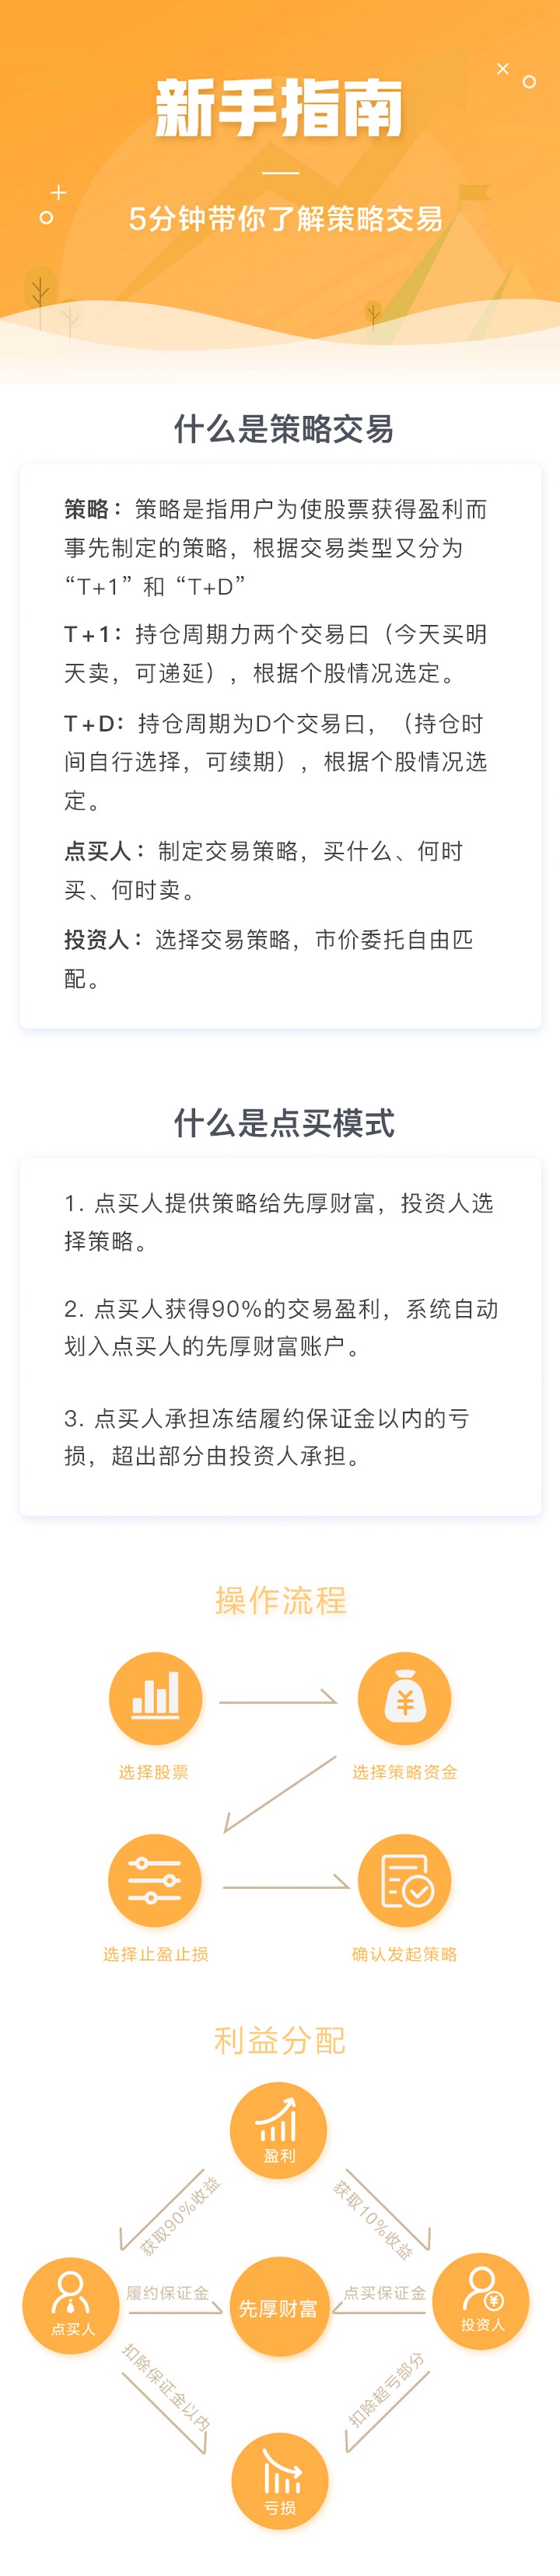 新手指南
5分钟带你了解策略交易
什么是策略交易
策略：策略是指用户为使股票获得盈利而
事先制定的策略，根据交易类型又分为
“T+1”和“T+D”
T+1：持仓周期力两个交易曰（今天买明
天卖，可递延），根据个股情况选定。
T+D：持仓周期为D个交易曰，（持仓时
间自行选择，可续期），根据个股情况选
定。
点买人：制定交易策略，买什么、何时
买、何时卖。
投资人：选择交易策略，市价委托自由匹
配。
什么是点买模式
1. 点买人提供策略给先厚财富，投资人选
择策略。
2. 点买人获得90%的交易盈利，系统自动
划入点买人的先厚财富账户。
3. 点买人承担冻结履约保证金以内的亏
损，超出部分由投资人承担。
操作流程
选择股票
选择策略资金
选择止盈止损
确认发起策略
利益分配
盈利
获取90%收益
获取10%收益
点买人
履约保证金
先厚财富
点买保证金
投资人
扣除保证金以内
扣除超亏部分
亏损